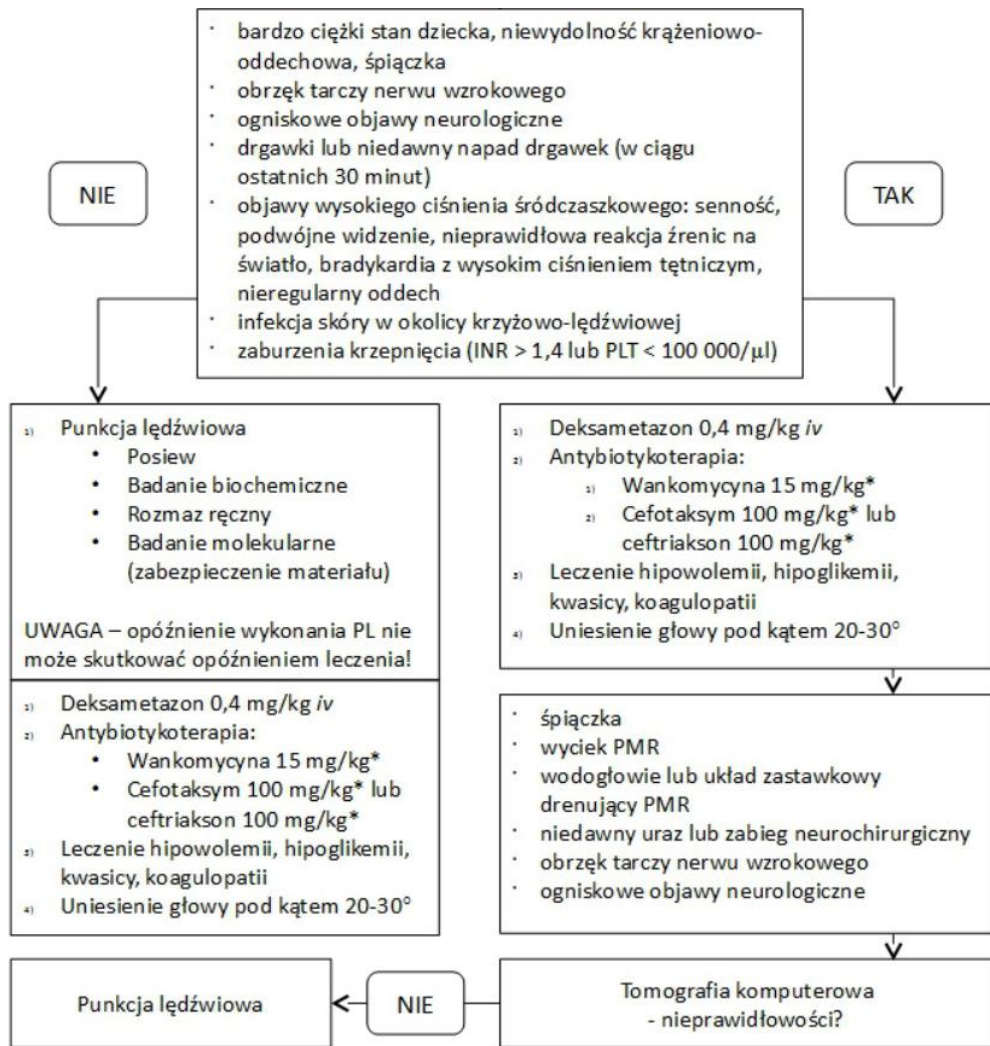 · bardzo ciężki stan dziecka, niewydolność krążeniowo-
oddechowa, śpiączka
· obrzęk tarczy nerwu wzrokowego
· ogniskowe objawy neurologiczne
· drgawki lub niedawny napad drgawek (w ciągu
ostatnich 30 minut)
· objawy wysokiego ciśnienia śródczaszkowego: senność,
podwójne widzenie, nieprawidłowa reakcja źrenic na
światło, bradykardia z wysokim ciśnieniem tętniczym,
nieregularny oddech
· infekcja skóry w okolicy krzyżowo-lędźwiowej
· zaburzenia krzepnięcia (INR > 1,4 lub PLT < 100 000/μl)
NIE
TAK
1) Punkcja lędźwiowa
• Posiew
• Badanie biochemiczne
• Rozmaz ręczny
• Badanie molekularne
(zabezpieczenie materiału)
UWAGA – opóźnienie wykonania PL nie
może skutkować opóźnieniem leczenia!
1) Deksametazon 0,4 mg/kg iv
2) Antybiotykoterapia:
• Wankomycyna 15 mg/kg*
• Cefotaksym 100 mg/kg* lub
ceftriakson 100 mg/kg*
3) Leczenie hipowolemii, hipoglikemii,
kwasicy, koagulopatii
4) Uniesienie głowy pod kątem 20-30°
1) Deksametazon 0,4 mg/kg iv
2) Antybiotykoterapia:
1) Wankomycyna 15 mg/kg*
2) Cefotaksym 100 mg/kg* lub
ceftriakson 100 mg/kg*
3) Leczenie hipowolemii, hipoglikemii,
kwasicy, koagulopatii
4) Uniesienie głowy pod kątem 20-30°
· śpiączka
· wyciek PMR
· wodogłowie lub układ zastawkowy
drenujący PMR
· niedawny uraz lub zabieg neurochirurgiczny
· obrzęk tarczy nerwu wzrokowego
· ogniskowe objawy neurologiczne
Tomografia komputerowa
- nieprawidłowości?
NIE
Punkcja lędźwiowa